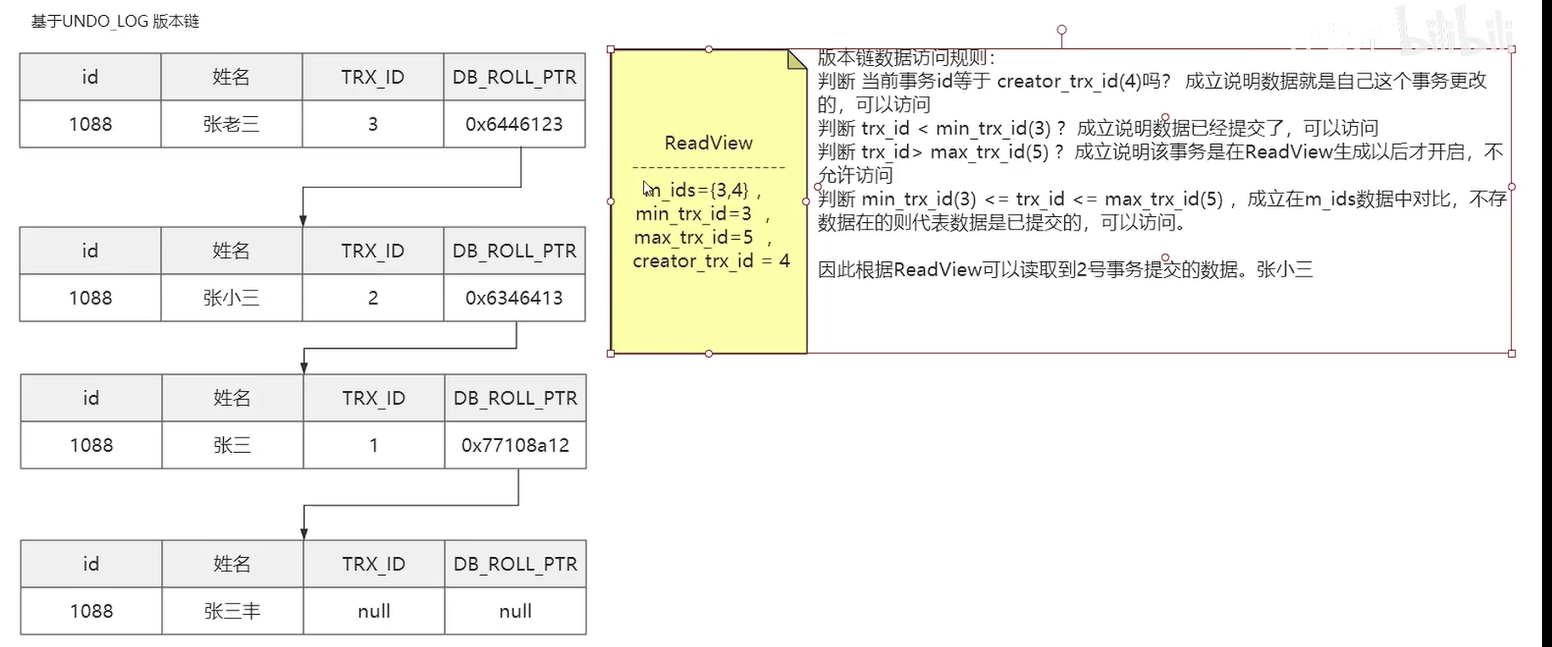 基于UNDO_LOG 版本链
id 姓名 TRX_ID DB_ROLL_PTR
1088 张老三 3 0x6446123
id 姓名 TRX_ID DB_ROLL_PTR
1088 张小三 2 0x6346413
id 姓名 TRX_ID DB_ROLL_PTR
1088 张三 1 0x77108a12
id 姓名 TRX_ID DB_ROLL_PTR
1088 张三丰 null null
ReadView
m_ids={3,4} ,
min_trx_id=3 ,
max_trx_id=5 ,
creator_trx_id = 4
版本链数据访问规则：
判断 当前事务id等于 creator_trx_id(4)吗？ 成立说明数据就是自己这个事务更改
的，可以访问
判断 trx_id < min_trx_id(3) ？成立说明数据已经提交了，可以访问
判断 trx_id> max_trx_id(5) ？成立说明该事务是在ReadView生成以后才开启，不
允许访问
判断 min_trx_id(3) <= trx_id <= max_trx_id(5) ，成立在m_ids数据中对比，不存
数据在的则代表数据是已提交的，可以访问。
因此根据ReadView可以读取到2号事务提交的数据。张小三
bilibili